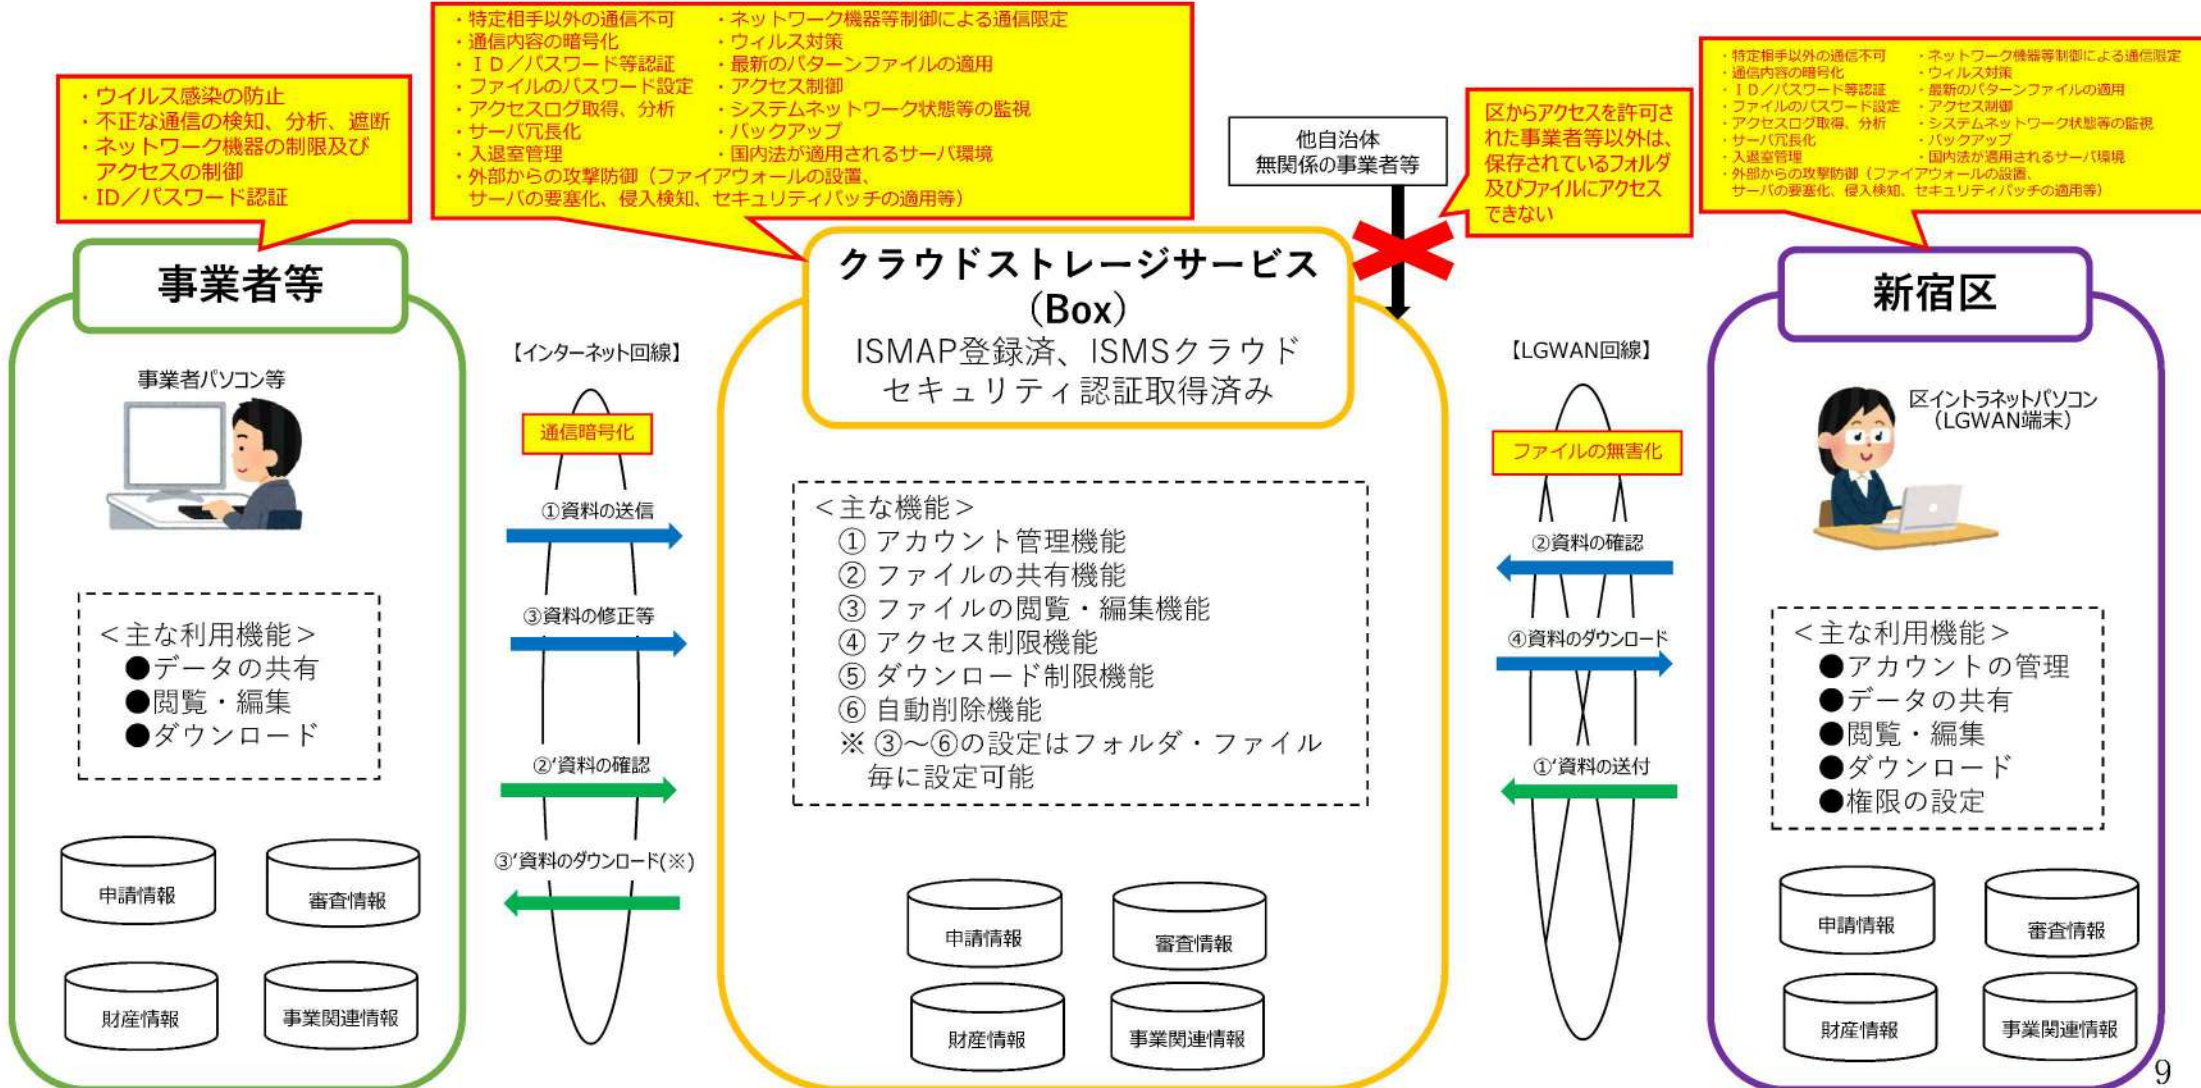 ・ウイルス感染の防止
・不正な通信の検知、分析、遮断
・ネットワーク機器の制限及び
アクセスの制御
・ID／パスワード認証
・特定相手以外の通信不可 ・ネットワーク機器等制御による通信限定
・通信内容の暗号化 ・ウィルス対策
・ＩＤ／パスワード等認証 ・最新のパターンファイルの適用
・ファイルのパスワード設定 ・アクセス制御
・アクセスログ取得、分析 ・システムネットワーク状態等の監視
・サーバ冗長化 ・バックアップ
・入退室管理 ・国内法が適用されるサーバ環境
・外部からの攻撃防御（ファイアウォールの設置、
サーバの要塞化、侵入検知、セキュリティパッチの適用等）
他自治体
無関係の事業者等
区からアクセスを許可さ
れた事業者等以外は、
保存されているフォルダ
及びファイルにアクセス
できない
・特定相手以外の通信不可 ・ネットワーク機器等制御による通信限定
・通信内容の暗号化 ・ウィルス対策
・ＩＤ／パスワード等認証 ・最新のパターンファイルの適用
・ファイルのパスワード設定 ・アクセス制御
・アクセスログ取得、分析 ・システムネットワーク状態等の監視
・サーバ冗長化 ・バックアップ
・入退室管理 ・国内法が適用されるサーバ環境
・外部からの攻撃防御（ファイアウォールの設置、
サーバの要塞化、侵入検知、セキュリティパッチの適用等）
事業者等
事業者パソコン等
＜主な利用機能＞
●データの共有
●閲覧・編集
●ダウンロード
申請情報
審査情報
財産情報
事業関連情報
【インターネット回線】
通信暗号化
①資料の送信
③資料の修正等
②'資料の確認
③'資料のダウンロード(※)
クラウドストレージサービス
（Box）
ISMAP登録済、ISMSクラウド
セキュリティ認証取得済み
＜主な機能＞
① アカウント管理機能
② ファイルの共有機能
③ ファイルの閲覧・編集機能
④ アクセス制限機能
⑤ ダウンロード制限機能
⑥ 自動削除機能
※ ③～⑥の設定はフォルダ・ファイル
毎に設定可能
申請情報
審査情報
財産情報
事業関連情報
【LGWAN回線】
ファイルの無害化
②資料の確認
④資料のダウンロード
①'資料の送付
新宿区
区イントラネットパソコン
（LGWAN端末）
＜主な利用機能＞
●アカウントの管理
●データの共有
●閲覧・編集
●ダウンロード
●権限の設定
申請情報
審査情報
財産情報
事業関連情報
9